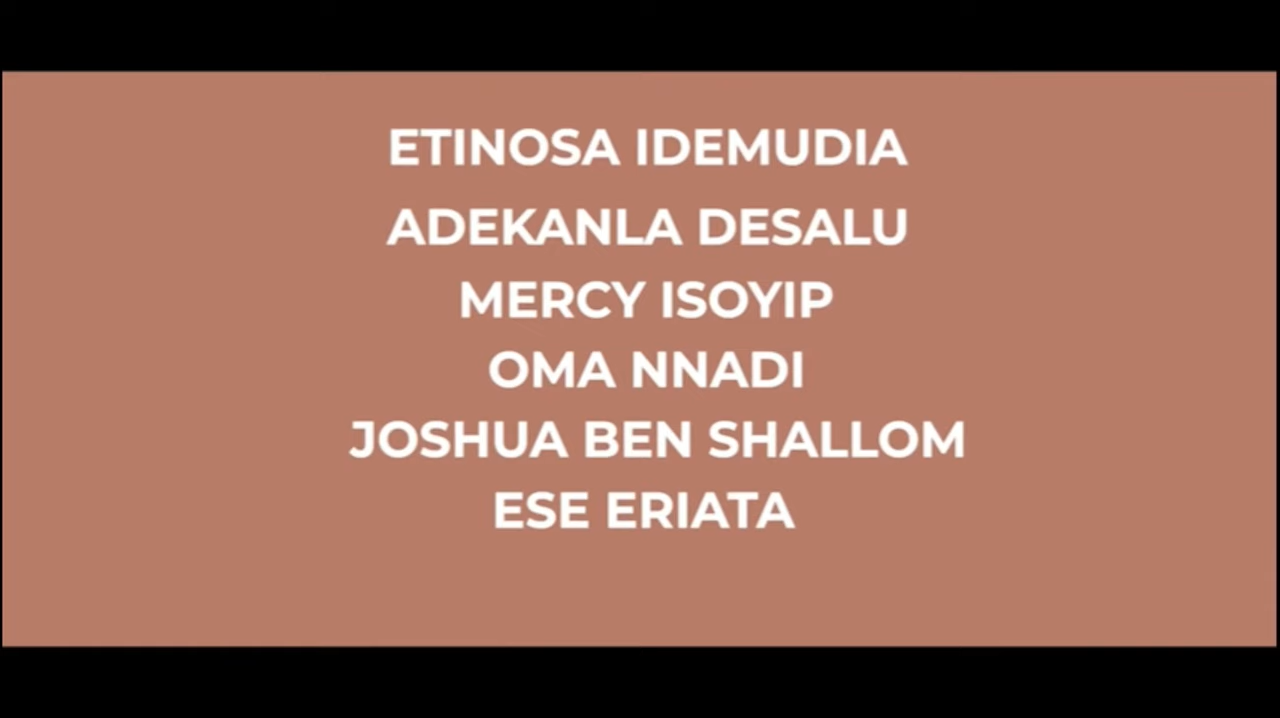 ETINOSA IDEMUDIA
ADEKANLA DESALU
MERCY ISOYIP
OMA NNADI
JOSHUA BEN SHALLOM
ESE ERIATA